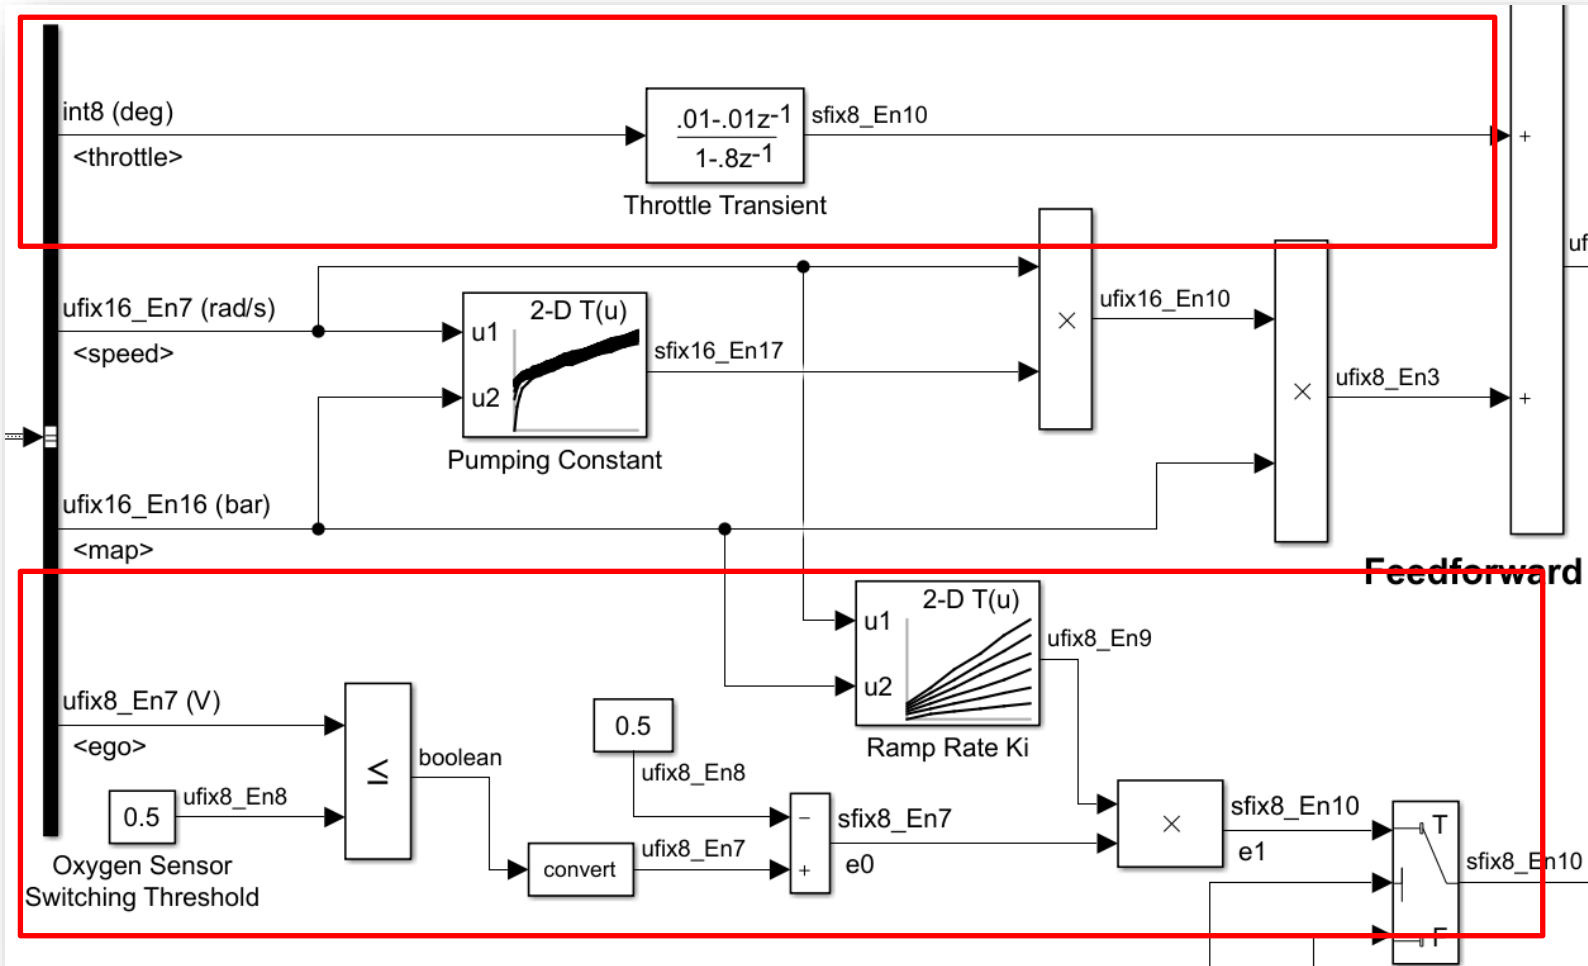 int8 (deg)
<throttle>
.01-.01z-1
1-.8z-1
sfix8_En10
Throttle Transient
+
uf
ufix16_En7 (rad/s)
<speed>
2-D T(u)
u1
u2
sfix16_En17
Pumping Constant
×
ufix16_En10
×
ufix8_En3
+
ufix16_En16 (bar)
<map>
Feedforward
2-D T(u)
u1
u2
ufix8_En9
Ramp Rate Ki
ufix8_En7 (V)
<ego>
0.5
ufix8_En8
Oxygen Sensor
Switching Threshold
≤
boolean
0.5
ufix8_En8
convert
ufix8_En7
−
+
sfix8_En7
e0
×
sfix8_En10
e1
T
F
sfix8_En10